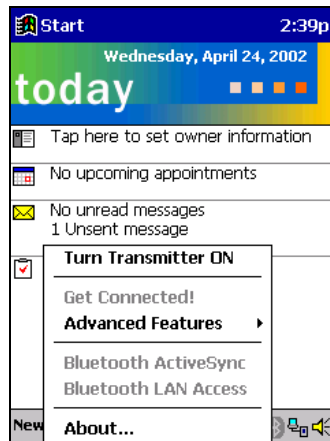 Start 2:39p
Wednesday, April 24, 2002
today
Tap here to set owner information
No upcoming appointments
No unread messages
1 Unsent message
Turn Transmitter ON
Get Connected!
Advanced Features
Bluetooth ActiveSync
Bluetooth LAN Access
About...
New